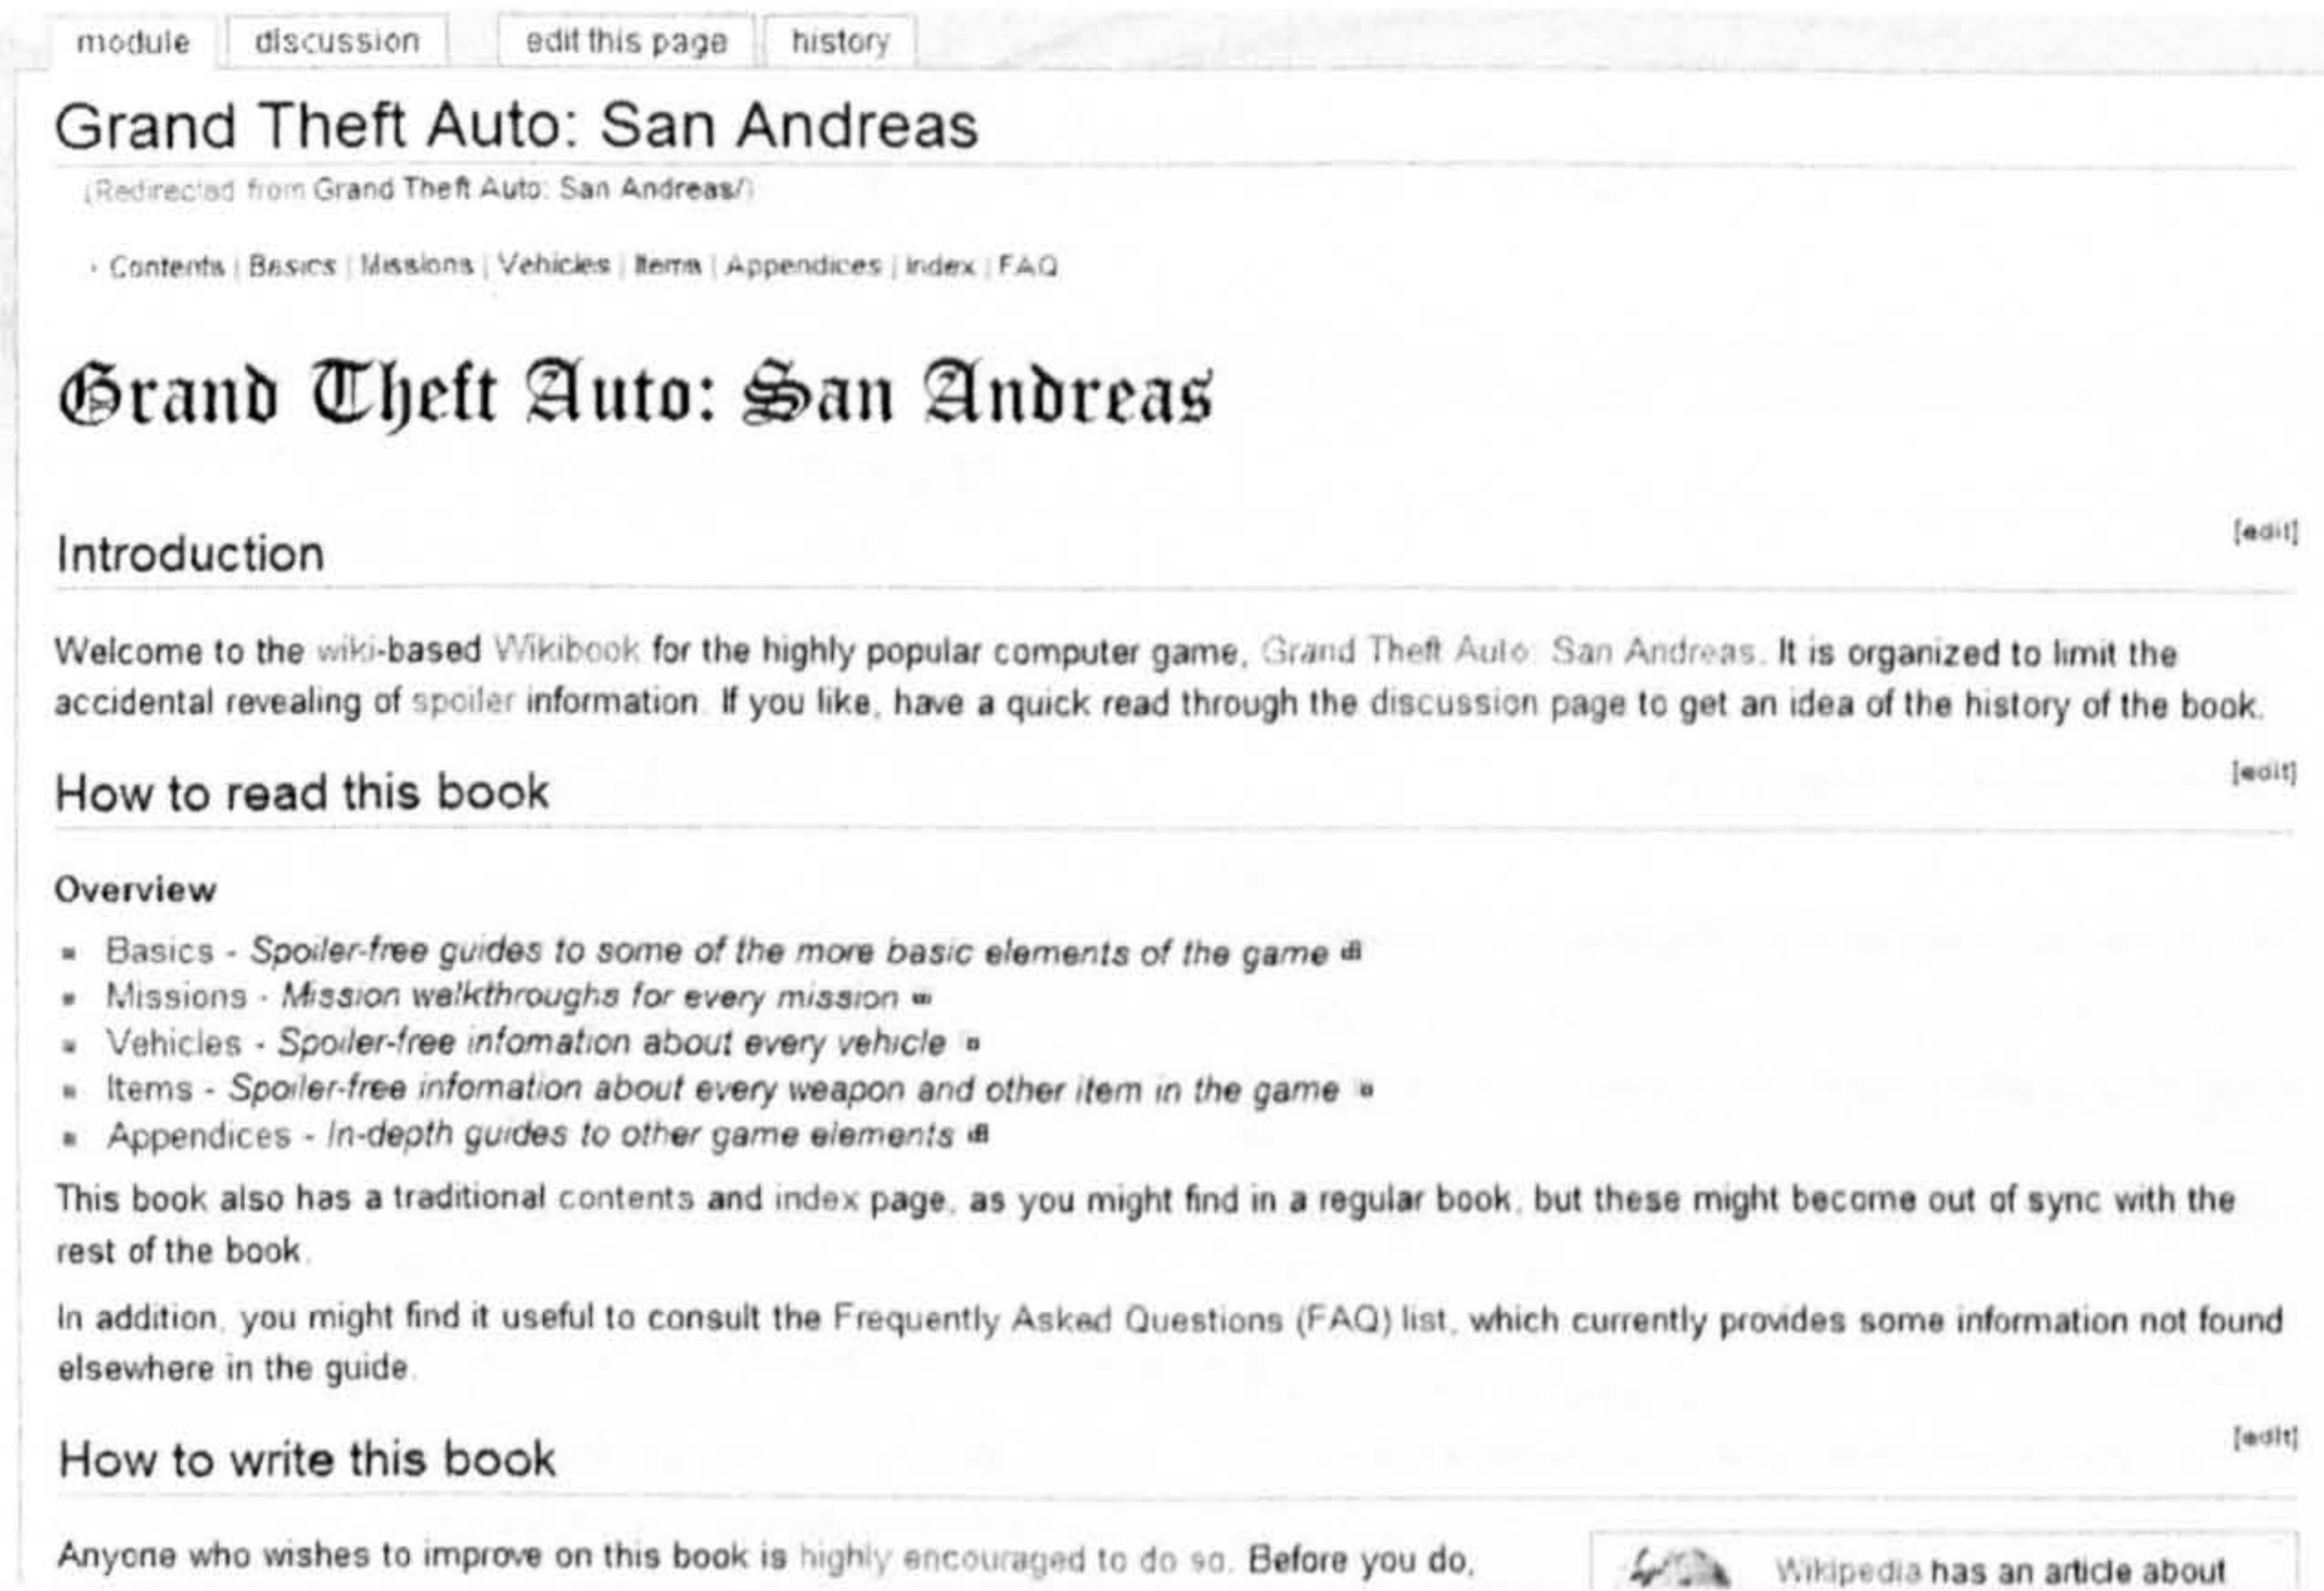 module discussion edit this page history
Grand Theft Auto: San Andreas
(Redirected from Grand Theft Auto: San Andreas/)
Contents | Basics | Missions | Vehicles | Items | Appendices | Index | FAQ
Grand Theft Auto: San Andreas
Introduction [edit]
Welcome to the wiki-based Wikibook for the highly popular computer game, Grand Theft Auto: San Andreas. It is organized to limit the
accidental revealing of spoiler information. If you like, have a quick read through the discussion page to get an idea of the history of the book.
How to read this book [edit]
Overview
Basics - Spoiler-free guides to some of the more basic elements of the game
Missions - Mission walkthroughs for every mission
Vehicles - Spoiler-free infomation about every vehicle
Items - Spoiler-free infomation about every weapon and other item in the game
Appendices - In-depth guides to other game elements
This book also has a traditional contents and index page, as you might find in a regular book, but these might become out of sync with the
rest of the book.
In addition, you might find it useful to consult the Frequently Asked Questions (FAQ) list, which currently provides some information not found
elsewhere in the guide.
How to write this book [edit]
Anyone who wishes to improve on this book is highly encouraged to do so. Before you do, Wikipedia has an article about